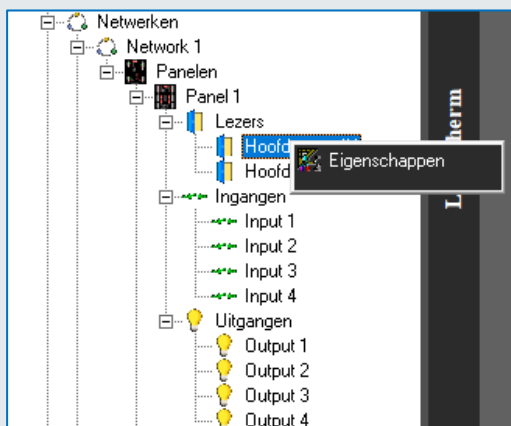 Netwerken
Network 1
Panelen
Panel 1
Lezers
Hoofd
Eigenschappen
Hoofd
Ingangen
Input 1
Input 2
Input 3
Input 4
Uitgangen
Output 1
Output 2
Output 3
Output 4
herm